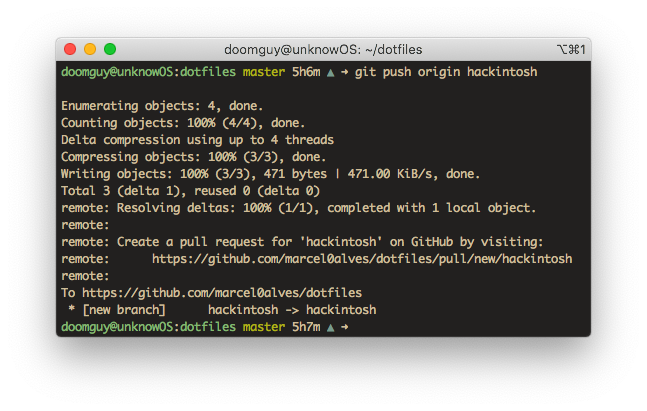 doomguy@unknowOS: ~/dotfiles
⌥⌘1
doomguy@unknowOS:dotfiles master 5h6m ▲ ➜ git push origin hackintosh
Enumerating objects: 4, done.
Counting objects: 100% (4/4), done.
Delta compression using up to 4 threads
Compressing objects: 100% (3/3), done.
Writing objects: 100% (3/3), 471 bytes | 471.00 KiB/s, done.
Total 3 (delta 1), reused 0 (delta 0)
remote: Resolving deltas: 100% (1/1), completed with 1 local object.
remote:
remote: Create a pull request for 'hackintosh' on GitHub by visiting:
remote:      https://github.com/marcel0alves/dotfiles/pull/new/hackintosh
remote:
To https://github.com/marcel0alves/dotfiles
 * [new branch]      hackintosh -> hackintosh
doomguy@unknowOS:dotfiles master 5h7m ▲ ➜